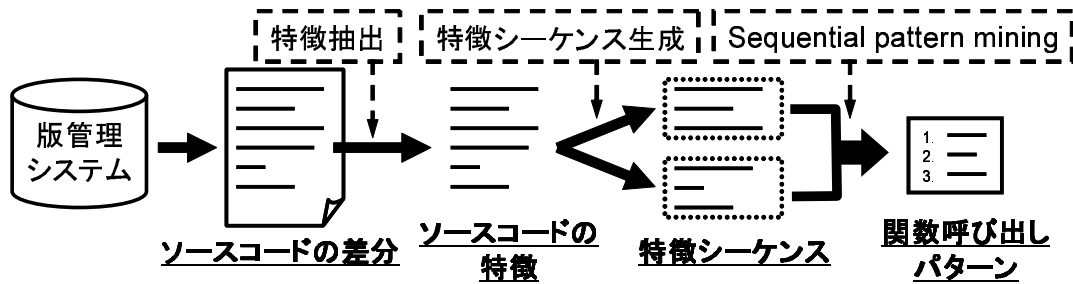 特徴抽出
特徴シーケンス生成
Sequential pattern mining
版管理
システム
1.
2.
3.
ソースコードの差分
ソースコードの
特徴
特徴シーケンス
関数呼び出し
パターン